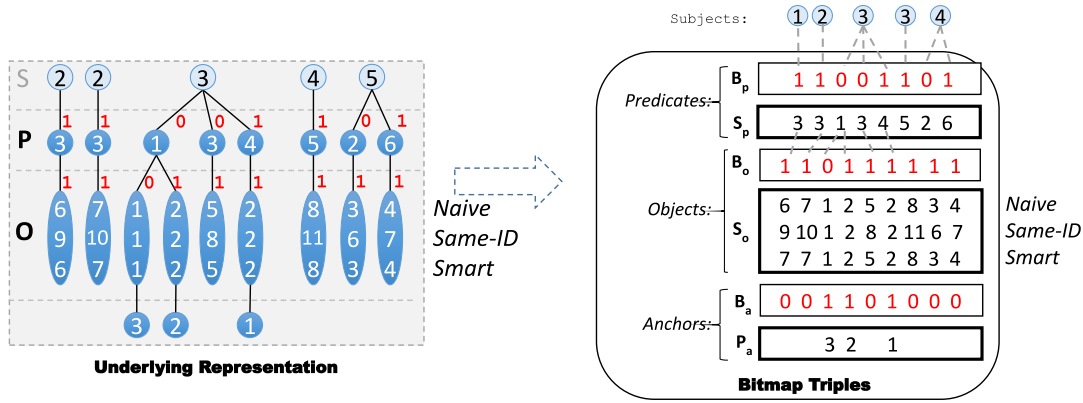 Subjects: 1 2 3 3 4
S 2 2 3 4 5
1 1 0 0 1 1 0 1
P 3 3 1 3 4 5 2 6
1 1 0 1 1 1 1 1 1
O 6 7 1 2 5 2 8 3 4
9 10 1 2 8 2 11 6 7
6 7 1 2 5 2 8 3 4
Naive
Same-ID
Smart
3 2 1
Underlying Representation
Predicates:
Bp 1 1 0 0 1 1 0 1
Sp 3 3 1 3 4 5 2 6
Objects:
Bo 1 1 0 1 1 1 1 1 1
So 6 7 1 2 5 2 8 3 4
9 10 1 2 8 2 11 6 7
7 7 1 2 5 2 8 3 4
Naive
Same-ID
Smart
Anchors:
Ba 0 0 1 1 0 1 0 0 0
Pa 3 2 1
Bitmap Triples